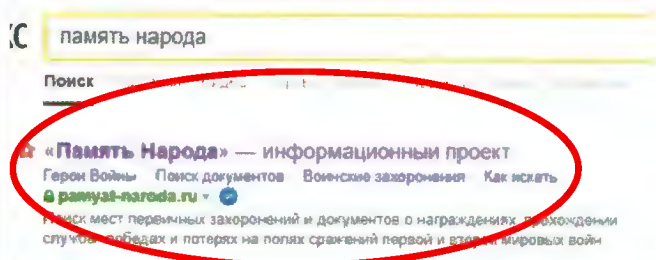 КС память народа
Поиск
«Память Народа» — информационный проект
Герои Войны Поиск документов Воинские захоронения Как искать
pamyat-naroda.ru
Поиск мест первичных захоронений и документов о награждениях, прохождении
службы, победах и потерях на полях сражений первой и второй мировых войн